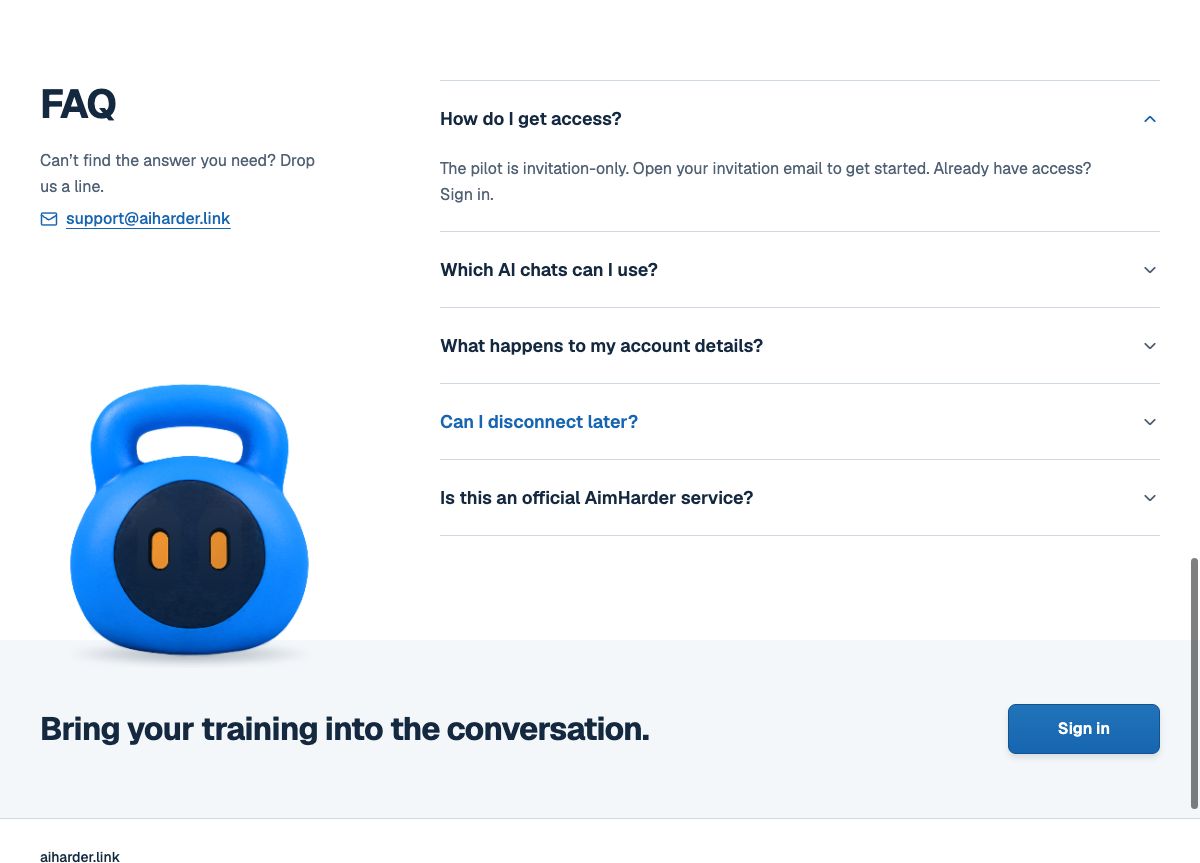 FAQ
Can’t find the answer you need? Drop
us a line.
support@aiharder.link
How do I get access?
The pilot is invitation-only. Open your invitation email to get started. Already have access?
Sign in.
Which AI chats can I use?
What happens to my account details?
Can I disconnect later?
Is this an official AimHarder service?
Bring your training into the conversation.
Sign in
aiharder.link